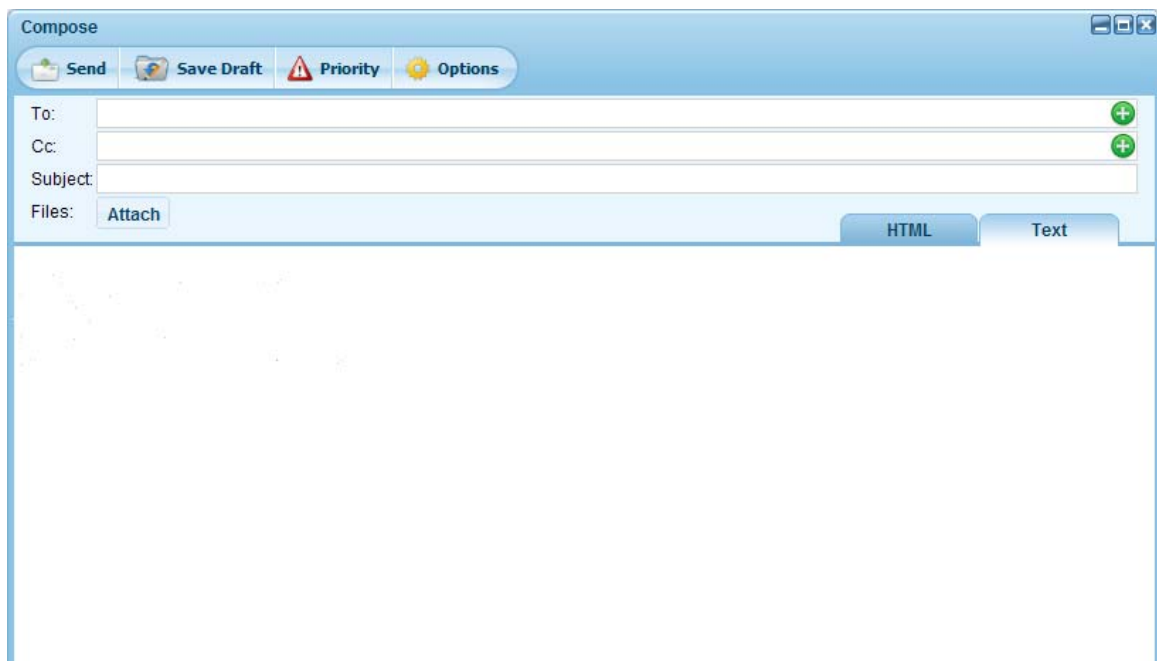 Compose
Send Save Draft Priority Options
To:
Cc:
Subject:
Files: Attach
HTML Text